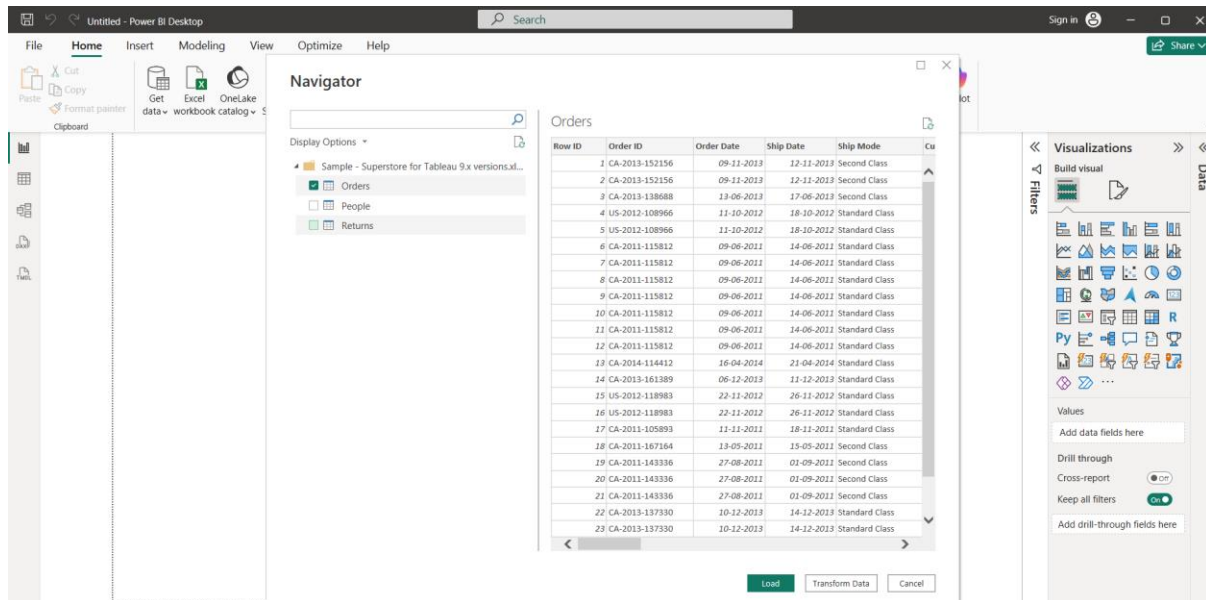 Untitled - Power BI Desktop
Search
Sign in
File Home Insert Modeling View Optimize Help
Share
Paste
Cut
Copy
Format painter
Clipboard
Get data
Excel workbook
OneLake catalog
Navigator
Display Options
Sample - Superstore for Tableau 9.x versions.xl...
Orders
People
Returns
Orders
Row ID Order ID Order Date Ship Date Ship Mode Cu
1 CA-2013-152156 09-11-2013 12-11-2013 Second Class
2 CA-2013-152156 09-11-2013 12-11-2013 Second Class
3 CA-2013-138688 13-06-2013 17-06-2013 Second Class
4 US-2012-108966 11-10-2012 18-10-2012 Standard Class
5 US-2012-108966 11-10-2012 18-10-2012 Standard Class
6 CA-2011-115812 09-06-2011 14-06-2011 Standard Class
7 CA-2011-115812 09-06-2011 14-06-2011 Standard Class
8 CA-2011-115812 09-06-2011 14-06-2011 Standard Class
9 CA-2011-115812 09-06-2011 14-06-2011 Standard Class
10 CA-2011-115812 09-06-2011 14-06-2011 Standard Class
11 CA-2011-115812 09-06-2011 14-06-2011 Standard Class
12 CA-2011-115812 09-06-2011 14-06-2011 Standard Class
13 CA-2014-114412 16-04-2014 21-04-2014 Standard Class
14 CA-2013-161389 06-12-2013 11-12-2013 Standard Class
15 US-2012-118983 22-11-2012 26-11-2012 Standard Class
16 US-2012-118983 22-11-2012 26-11-2012 Standard Class
17 CA-2011-105893 11-11-2011 18-11-2011 Standard Class
18 CA-2011-167164 13-05-2011 15-05-2011 Second Class
19 CA-2011-143336 27-08-2011 01-09-2011 Second Class
20 CA-2011-143336 27-08-2011 01-09-2011 Second Class
21 CA-2011-143336 27-08-2011 01-09-2011 Second Class
22 CA-2013-137330 10-12-2013 14-12-2013 Standard Class
23 CA-2013-137330 10-12-2013 14-12-2013 Standard Class
Load
Transform Data
Cancel
Filters
Visualizations
Data
Build visual
R
Py
Values
Add data fields here
Drill through
Cross-report Off
Keep all filters On
Add drill-through fields here